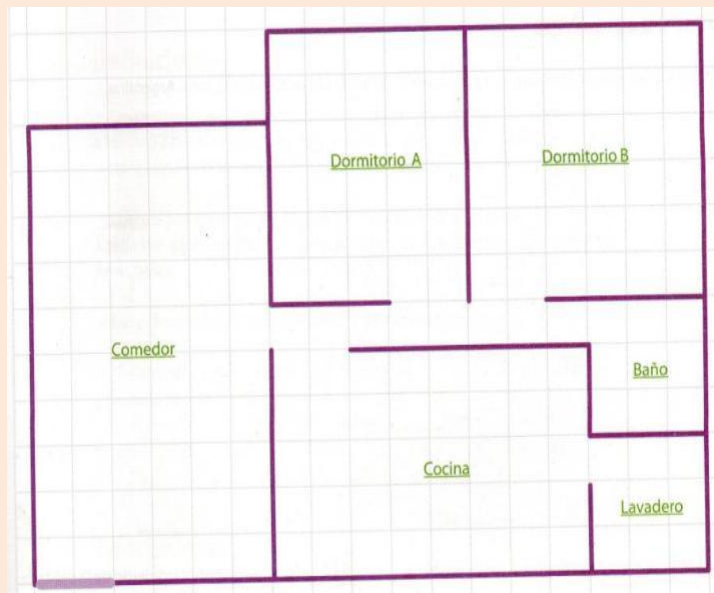 Dormitorio A
Dormitorio B
Comedor
Baño
Cocina
Lavadero